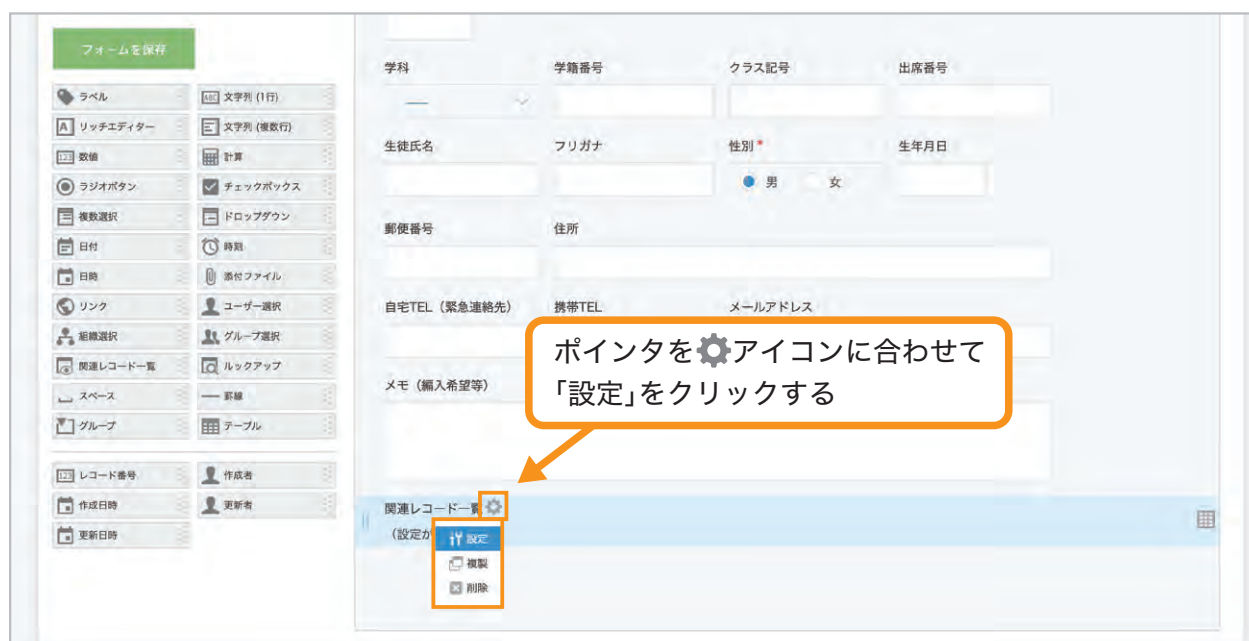 フォームを保存
ラベル
文字列 (1行)
リッチエディター
文字列 (複数行)
数値
計算
ラジオボタン
チェックボックス
複数選択
ドロップダウン
日付
時刻
日時
添付ファイル
リンク
ユーザー選択
組織選択
グループ選択
関連レコード一覧
ルックアップ
スペース
罫線
グループ
テーブル
レコード番号
作成者
作成日時
更新者
更新日時
学科 学籍番号 クラス記号 出席番号
生徒氏名 フリガナ 性別* 生年月日
男 女
郵便番号 住所
自宅TEL（緊急連絡先） 携帯TEL メールアドレス
ポインタを アイコンに合わせて
「設定」をクリックする
メモ（編入希望等）
関連レコード一覧
（設定が
設定
複製
削除